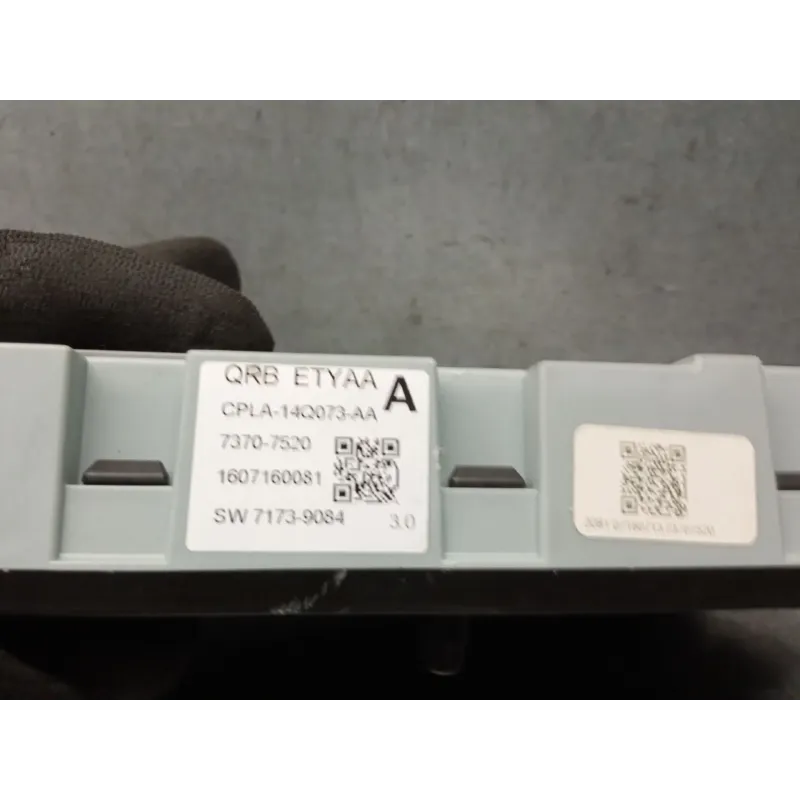 QRB ETYAA
A
CPLA-14Q073-AA
7370-7520
1607160081
SW 7173-9084
3.0